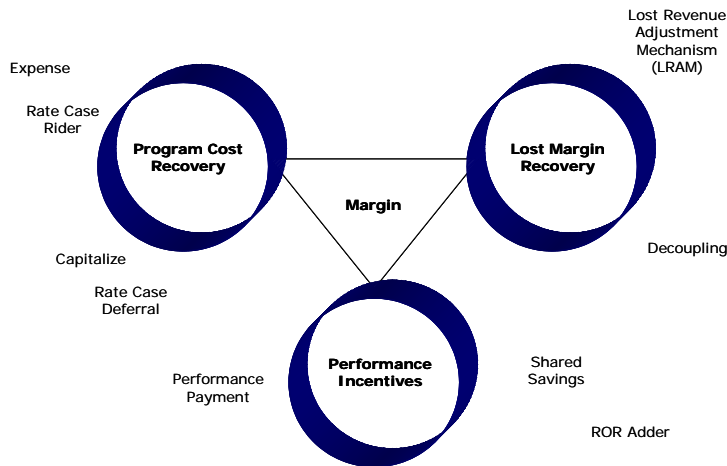 Lost Revenue
Adjustment
Mechanism
(LRAM)
Expense
Rate Case
Rider
Program Cost
Recovery
Lost Margin
Recovery
Margin
Capitalize
Rate Case
Deferral
Decoupling
Performance
Incentives
Performance
Payment
Shared
Savings
ROR Adder